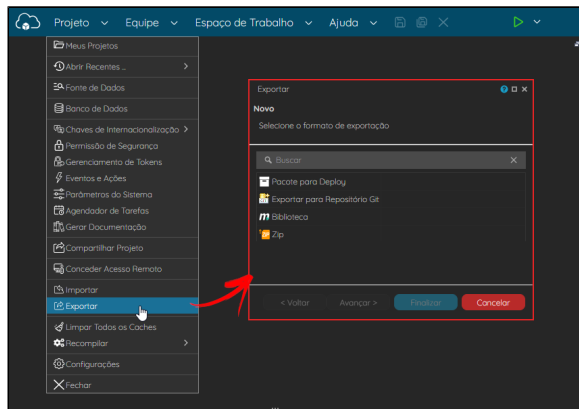 Projeto Equipe Espaço de Trabalho Ajuda
Meus Projetos
Abrir Recentes ...
Fonte de Dados
Banco de Dados
Chaves de Internacionalização
Permissão de Segurança
Gerenciamento de Tokens
Eventos e Ações
Parâmetros do Sistema
Agendador de Tarefas
Gerar Documentação
Compartilhar Projeto
Conceder Acesso Remoto
Importar
Exportar
Limpar Todos os Caches
Recompilar
Configurações
Fechar
Exportar
Novo
Selecione o formato de exportação
Buscar
Pacote para Deploy
Exportar para Repositório Git
Biblioteca
Zip
< Voltar Avançar > Finalizar Cancelar